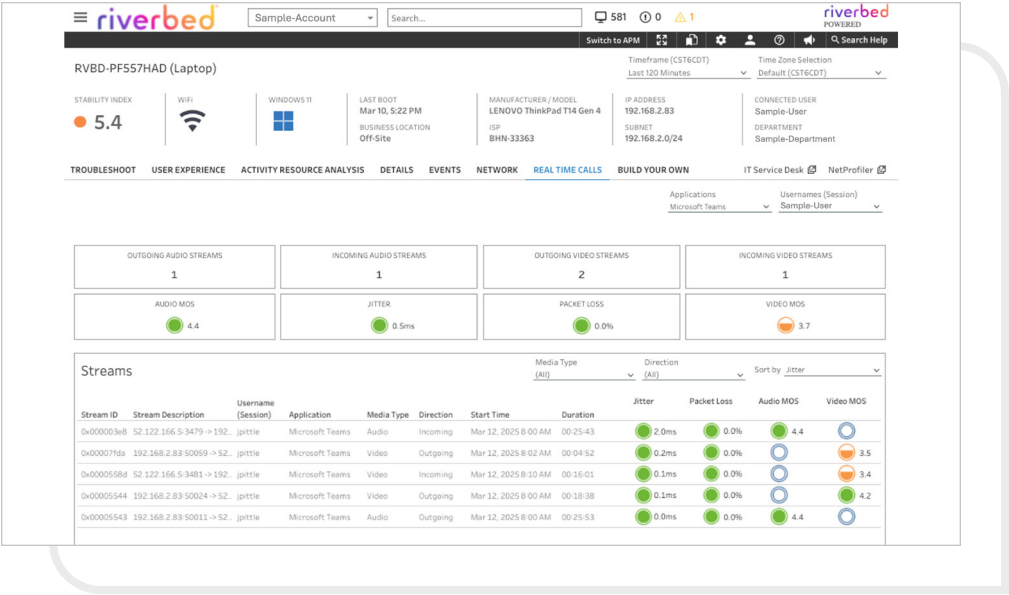 riverbed
Sample-Account
Search...
581
0
1
riverbed
POWERED
Switch to APM
Search Help
RVBD-PF557HAD (Laptop)
Timeframe (CST6CDT)
Last 120 Minutes
Time Zone Selection
Default (CST6CDT)
STABILITY INDEX
5.4
WiFi
WINDOWS 11
LAST BOOT
Mar 10, 5:22 PM
BUSINESS LOCATION
Off-Site
MANUFACTURER / MODEL
LENOVO ThinkPad T14 Gen 4
ISP
BHN-33363
IP ADDRESS
192.168.2.83
SUBNET
192.168.2.0/24
CONNECTED USER
Sample-User
DEPARTMENT
Sample-Department
TROUBLESHOOT USER EXPERIENCE ACTIVITY RESOURCE ANALYSIS DETAILS EVENTS NETWORK REAL TIME CALLS BUILD YOUR OWN IT Service Desk NetProfiler
Applications
Microsoft Teams
Usernames (Session)
Sample-User
OUTGOING AUDIO STREAMS
1
INCOMING AUDIO STREAMS
1
OUTGOING VIDEO STREAMS
2
INCOMING VIDEO STREAMS
1
AUDIO MOS
4.4
JITTER
0.5ms
PACKET LOSS
0.0%
VIDEO MOS
3.7
Streams
Media Type
(All)
Direction
(All)
Sort by Jitter
Stream ID Stream Description Username (Session) Application Media Type Direction Start Time Duration Jitter Packet Loss Audio MOS Video MOS
0x000003e8 52.122.166.5:3479 -> 192.. jpittle Microsoft Teams Audio Incoming Mar 12, 2025 8:00 AM 00:25:43 2.0ms 0.0% 4.4
0x00007fda 192.168.2.83:50059 -> 52.. jpittle Microsoft Teams Video Outgoing Mar 12, 2025 8:02 AM 00:04:52 0.2ms 0.0% 3.5
0x0000558d 52.122.166.5:3481 -> 192.. jpittle Microsoft Teams Video Incoming Mar 12, 2025 8:10 AM 00:16:01 0.1ms 0.0% 3.4
0x00005544 192.168.2.83:50024 -> 52.. jpittle Microsoft Teams Video Outgoing Mar 12, 2025 8:00 AM 00:18:38 0.1ms 0.0% 4.2
0x00005543 192.168.2.83:50011 -> 52.. jpittle Microsoft Teams Audio Outgoing Mar 12, 2025 8:00 AM 00:25:53 0.0ms 0.0% 4.4